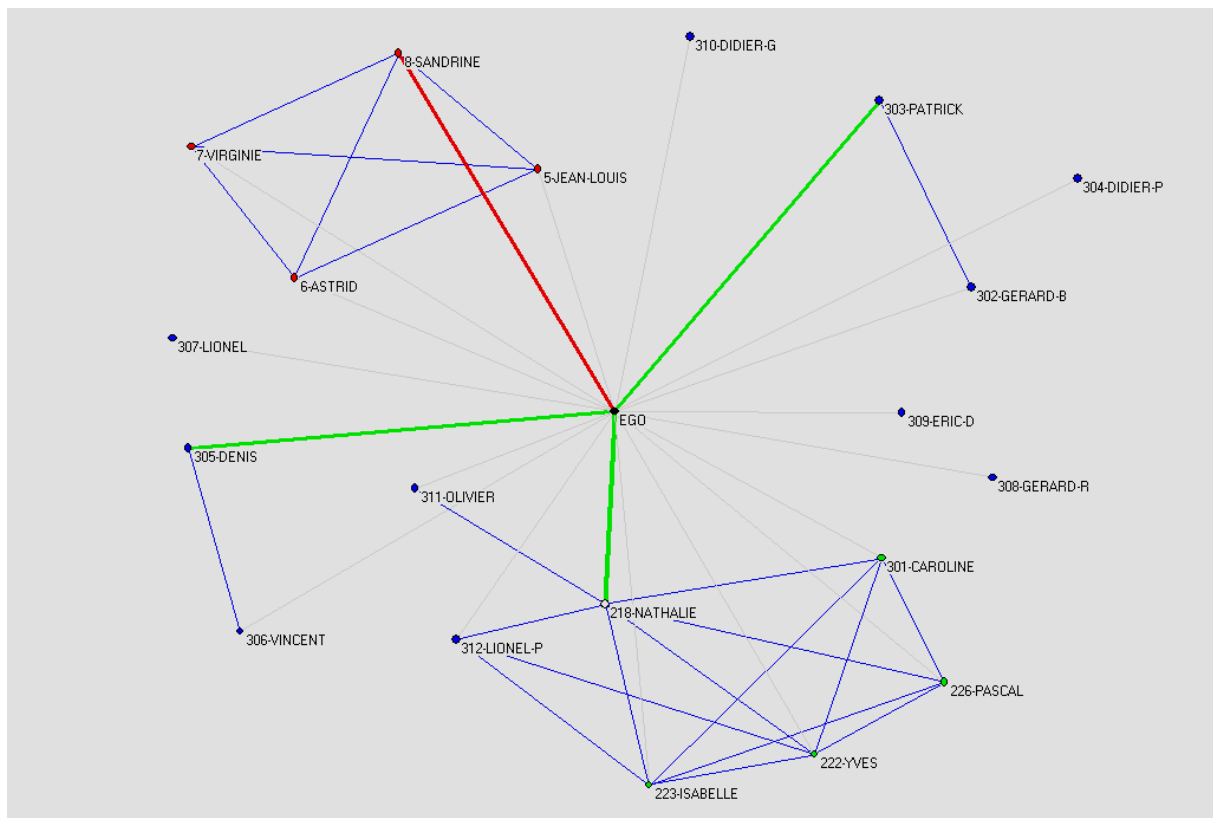 310-DIDIER-G
8-SANDRINE
303-PATRICK
7-VIRGINIE
5-JEAN-LOUIS
304-DIDIER-P
6-ASTRID
302-GERARD-B
307-LIONEL
EGO
309-ERIC-D
305-DENIS
308-GERARD-R
311-OLIVIER
301-CAROLINE
218-NATHALIE
306-VINCENT
312-LIONEL-P
226-PASCAL
222-YVES
223-ISABELLE